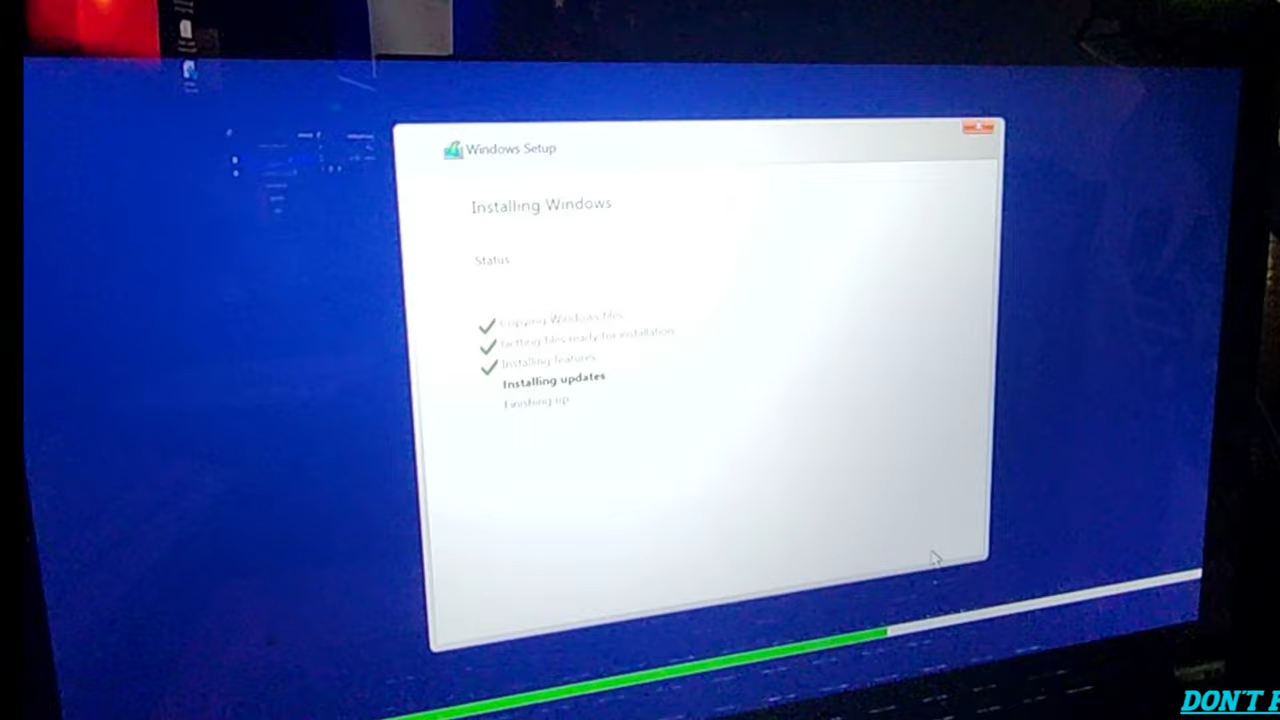 Windows Setup
Installing Windows
Status
Copying Windows files
Getting files ready for installation
Installing features
Installing updates
Finishing up
DON'T